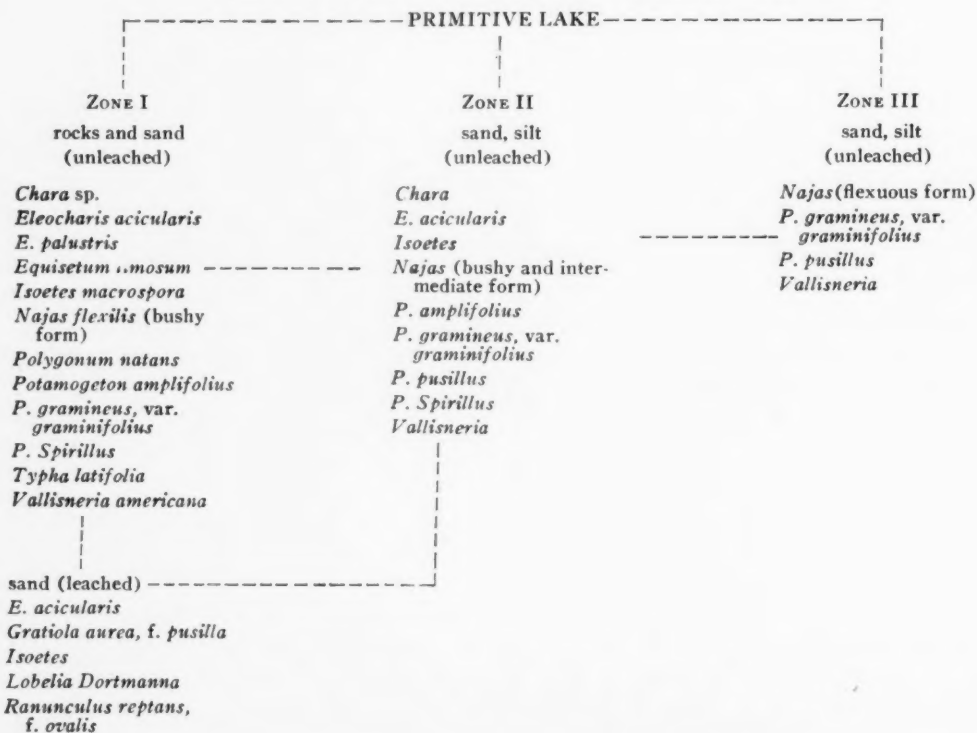 PRIMITIVE LAKE
ZONE I
rocks and sand
(unleached)
Chara sp.
Eleocharis acicularis
E. palustris
Equisetum
Isoetes macrospora
Najas flexilis (bushy
form)
Polygonum natans
Potamogeton amplifolius
P. gramineus, var.
graminifolius
P. Spirillus
Typha latifolia
Vallisneria americana
sand (leached)
E. acicularis
Gratiola aurea, f. pusilla
Isoetes
Lobelia Dortmanna
Ranunculus reptans,
f. ovalis
ZONE II
sand, silt
(unleached)
Chara
E. acicularis
Isoetes
Najas (bushy and inter-
mediate form)
P. amplifolius
P. gramineus, var.
graminifolius
P. pusillus
P. Spirillus
Vallisneria
ZONE III
sand, silt
(unleached)
Najas (flexuous form)
P. gramineus, var.
graminifolius
P. pusillus
Vallisneria